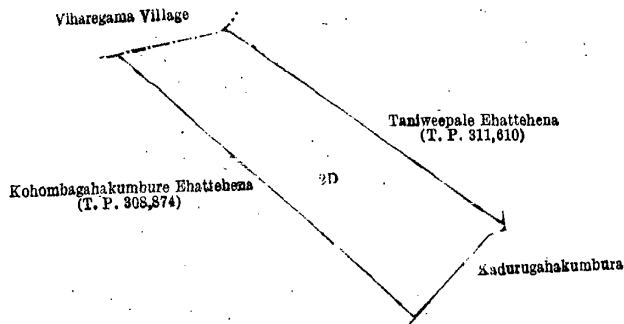 Viharegama Village
Taniweepale Ehattehena
(T. P. 311,610)
2D
Kohombagahakumbure Ehattehena
(T. P. 308,874)
Kadurugahakumbura